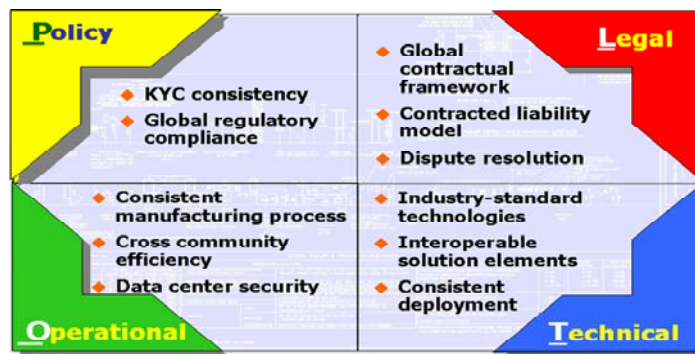 Policy
◆ KYC consistency
◆ Global regulatory
compliance
Legal
◆ Global
contractual
framework
◆ Contracted liability
model
◆ Dispute resolution
◆ Consistent
manufacturing process
◆ Cross community
efficiency
◆ Data center security
Operational
◆ Industry-standard
technologies
◆ Interoperable
solution elements
◆ Consistent
deployment
Technical